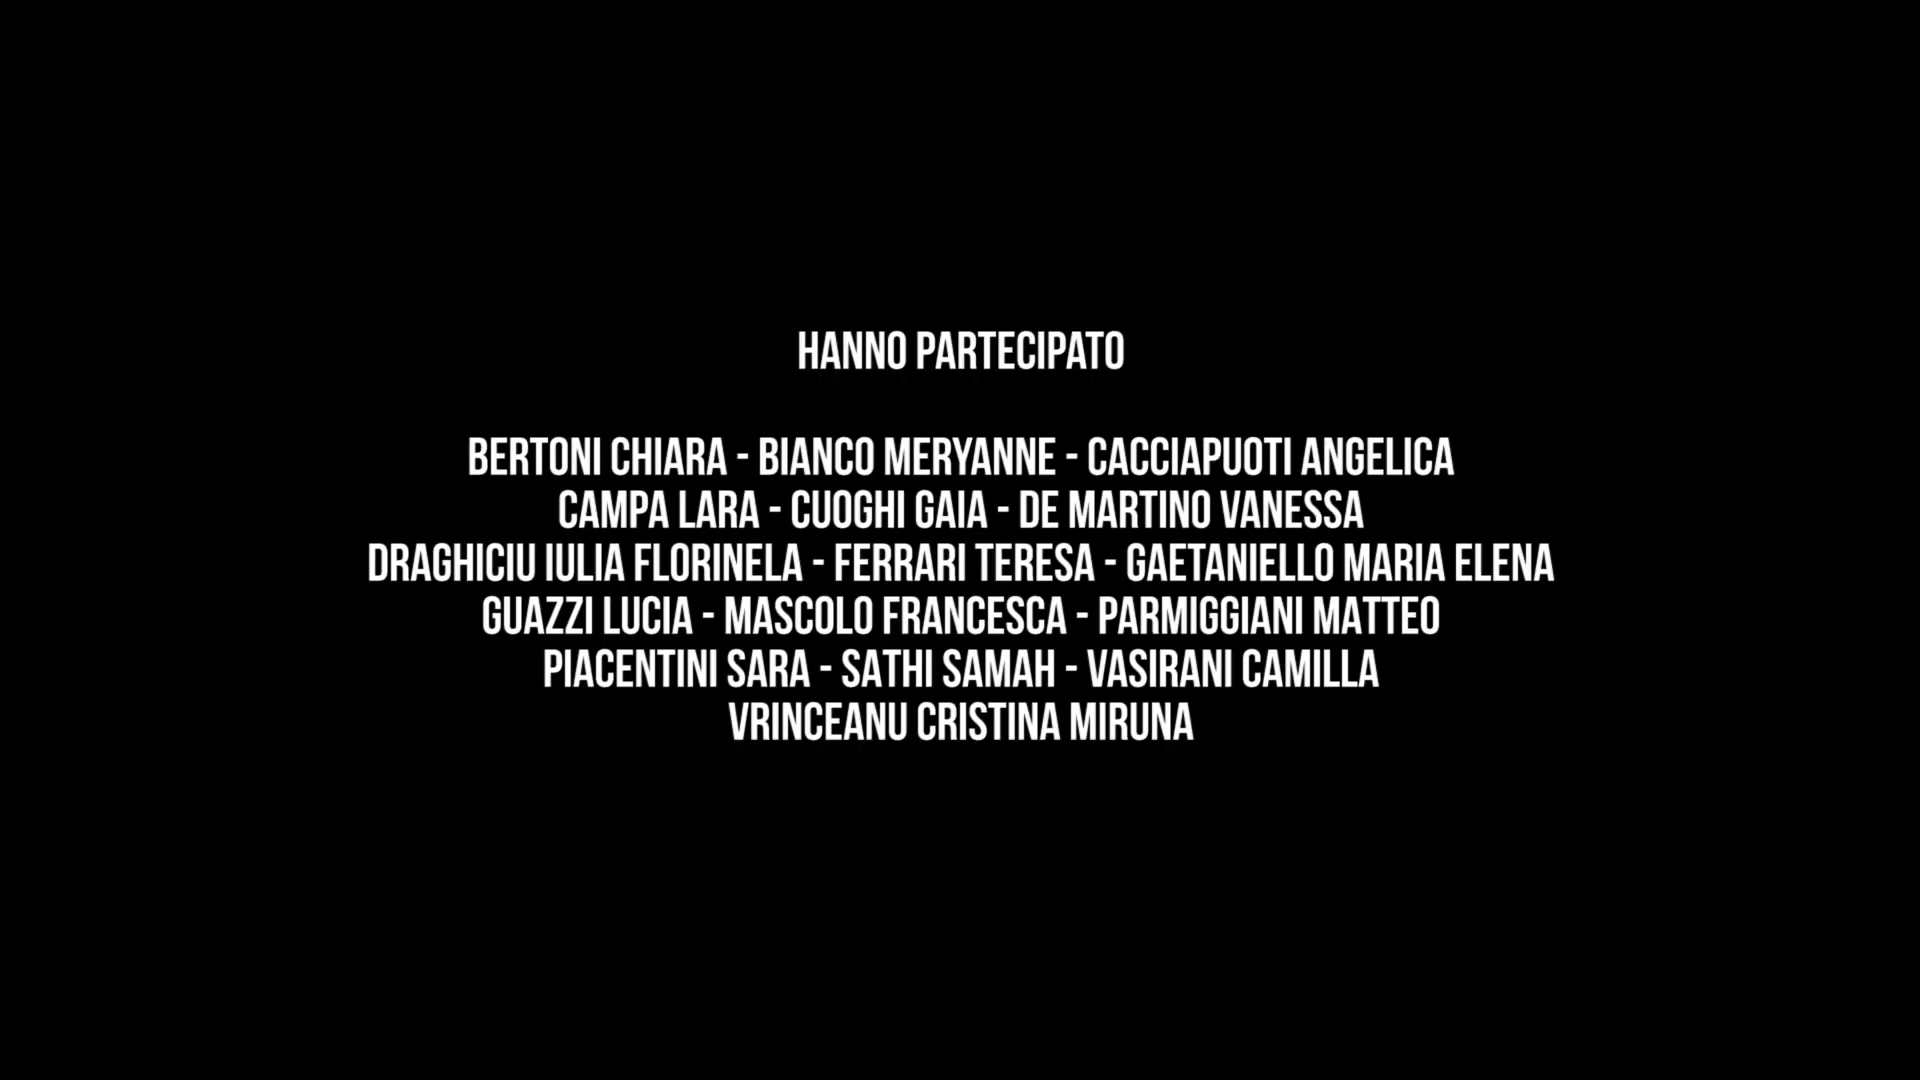 HANNO PARTECIPATO
BERTONI CHIARA - BIANCO MERYANNE - CACCIAPUOTI ANGELICA
CAMPA LARA - CUOGHI GAIA - DE MARTINO VANESSA
DRAGHICIU IULIA FLORINELA - FERRARI TERESA - GAETANIELLO MARIA ELENA
GUAZZI LUCIA - MASCOLO FRANCESCA - PARMIGGIANI MATTEO
PIACENTINI SARA - SATHI SAMAH - VASIRANI CAMILLA
VRINCEANU CRISTINA MIRUNA